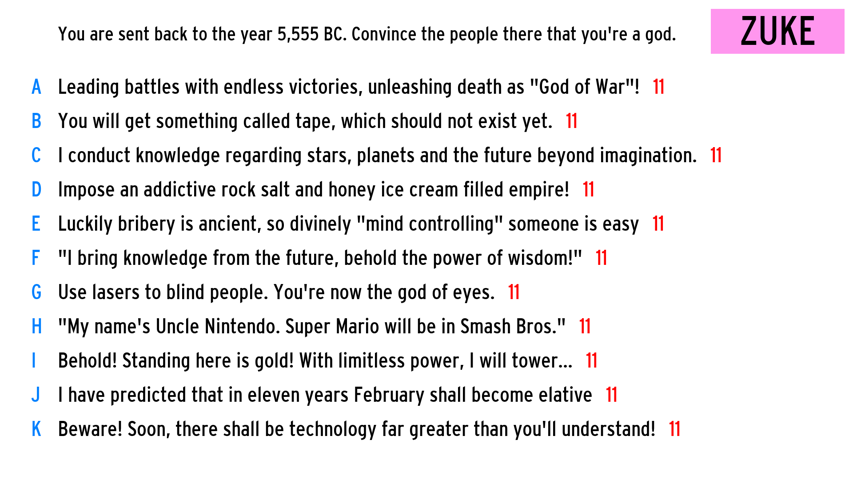 You are sent back to the year 5,555 BC. Convince the people there that you're a god.
ZUKE
A Leading battles with endless victories, unleashing death as "God of War"! 11
B You will get something called tape, which should not exist yet. 11
C I conduct knowledge regarding stars, planets and the future beyond imagination. 11
D Impose an addictive rock salt and honey ice cream filled empire! 11
E Luckily bribery is ancient, so divinely "mind controlling" someone is easy 11
F "I bring knowledge from the future, behold the power of wisdom!" 11
G Use lasers to blind people. You're now the god of eyes. 11
H "My name's Uncle Nintendo. Super Mario will be in Smash Bros." 11
I Behold! Standing here is gold! With limitless power, I will tower... 11
J I have predicted that in eleven years February shall become elative 11
K Beware! Soon, there shall be technology far greater than you'll understand! 11